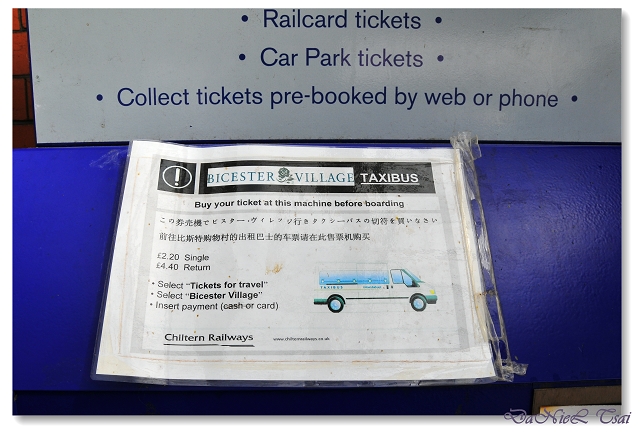 • Railcard tickets •
• Car Park tickets •
• Collect tickets pre-booked by web or phone •
BICESTER VILLAGE TAXIBUS
Buy your ticket at this machine before boarding
この券売機でビスター・ヴィレッジ行きタクシーバスの切符を買いなさい
前往比斯特购物村的出租巴士的车票请在此售票机购买
£2.20 Single
£4.40 Return
• Select "Tickets for travel"
• Select "Bicester Village"
• Insert payment (cash or card)
TAXIBUS
Chiltern Railways
www.chilternrailways.co.uk
DaNieL Tsai